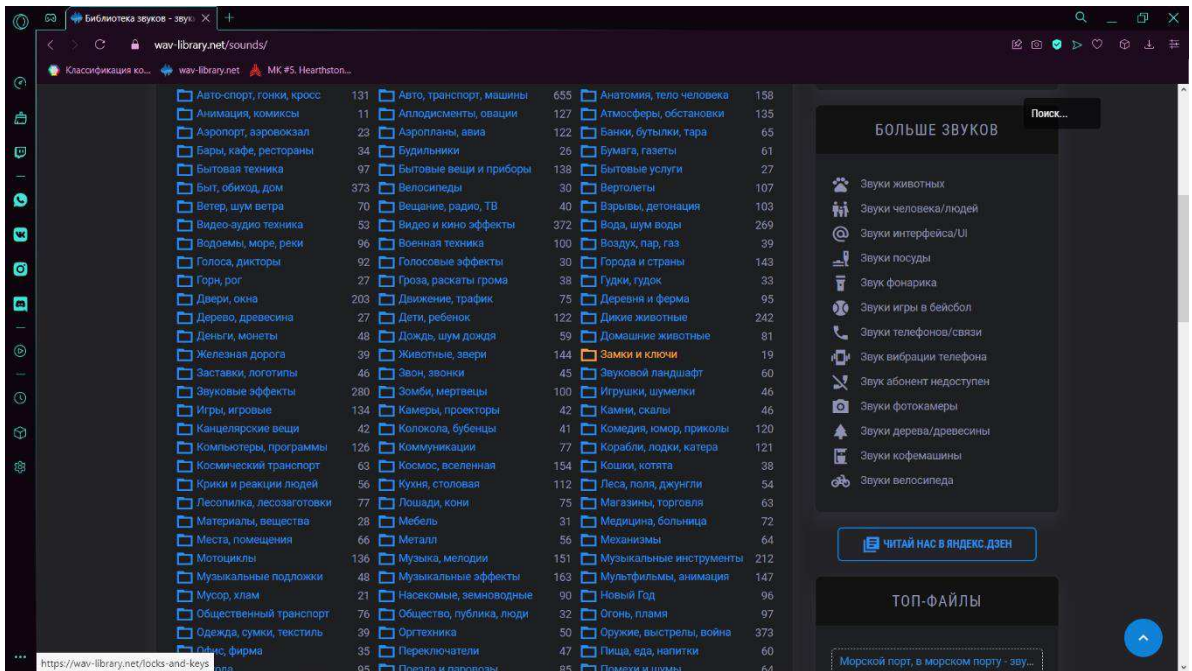 Библиотека звуков - звук
wav-library.net/sounds/
Классификация ко... wav-library.net МК #5. Hearthston...
Авто-спорт, гонки, кросс 131 Авто, транспорт, машины 655 Анатомия, тело человека 158
Анимация, комиксы 11 Аплодисменты, овации 127 Атмосферы, обстановки 135
Аэропорт, аэровокзал 23 Аэропланы, авиа 122 Банки, бутылки, тара 65
Бары, кафе, рестораны 34 Будильники 26 Бумага, газеты 61
Бытовая техника 97 Бытовые вещи и приборы 138 Бытовые услуги 27
Быт, обиход, дом 373 Велосипеды 30 Вертолеты 107
Ветер, шум ветра 70 Вещание, радио, ТВ 40 Взрывы, детонация 103
Видео-аудио техника 53 Видео и кино эффекты 372 Вода, шум воды 269
Водоемы, море, реки 96 Военная техника 100 Воздух, пар, газ 39
Голоса, дикторы 92 Голосовые эффекты 30 Города и страны 143
Горн, рог 27 Гроза, раскаты грома 38 Гудки, гудок 33
Двери, окна 203 Движение, трафик 75 Деревня и ферма 95
Дерево, древесина 27 Дети, ребенок 122 Дикие животные 242
Деньги, монеты 48 Дождь, шум дождя 59 Домашние животные 81
Железная дорога 39 Животные, звери 144 Замки и ключи 19
Заставки, логотипы 46 Звон, звонки 45 Звуковой ландшафт 60
Звуковые эффекты 280 Зомби, мертвецы 100 Игрушки, шумелки 46
Игры, игровые 134 Камеры, проекторы 42 Камни, скалы 46
Канцелярские вещи 42 Колокола, бубенцы 41 Комедия, юмор, приколы 120
Компьютеры, программы 126 Коммуникации 77 Корабли, лодки, катера 121
Космический транспорт 63 Космос, вселенная 154 Кошки, котята 38
Крики и реакции людей 56 Кухня, столовая 112 Леса, поля, джунгли 54
Лесопилка, лесозаготовки 77 Лошади, кони 75 Магазины, торговля 63
Материалы, вещества 28 Мебель 31 Медицина, больница 72
Места, помещения 66 Металл 56 Механизмы 64
Мотоциклы 136 Музыка, мелодии 151 Музыкальные инструменты 212
Музыкальные подложки 48 Музыкальные эффекты 163 Мультфильмы, анимация 147
Мусор, хлам 21 Насекомые, земноводные 90 Новый Год 96
Общественный транспорт 76 Общество, публика, люди 32 Огонь, пламя 97
Одежда, сумки, текстиль 39 Оргтехника 50 Оружие, выстрелы, война 373
Офис, фирма 35 Переключатели 47 Пища, еда, напитки 60
95 Поезда и паровозы 85 Помехи и шумы 64
https://wav-library.net/locks-and-keys
Поиск...
БОЛЬШЕ ЗВУКОВ
Звуки животных
Звуки человека/людей
Звуки интерфейса/UI
Звуки посуды
Звук фонарика
Звуки игры в бейсбол
Звуки телефонов/связи
Звук вибрации телефона
Звук абонент недоступен
Звуки фотокамеры
Звуки дерева/древесины
Звуки кофемашины
Звуки велосипеда
ЧИТАЙ НАС В ЯНДЕКС.ДЗЕН
ТОП-ФАЙЛЫ
Морской порт, в морском порту - зву...